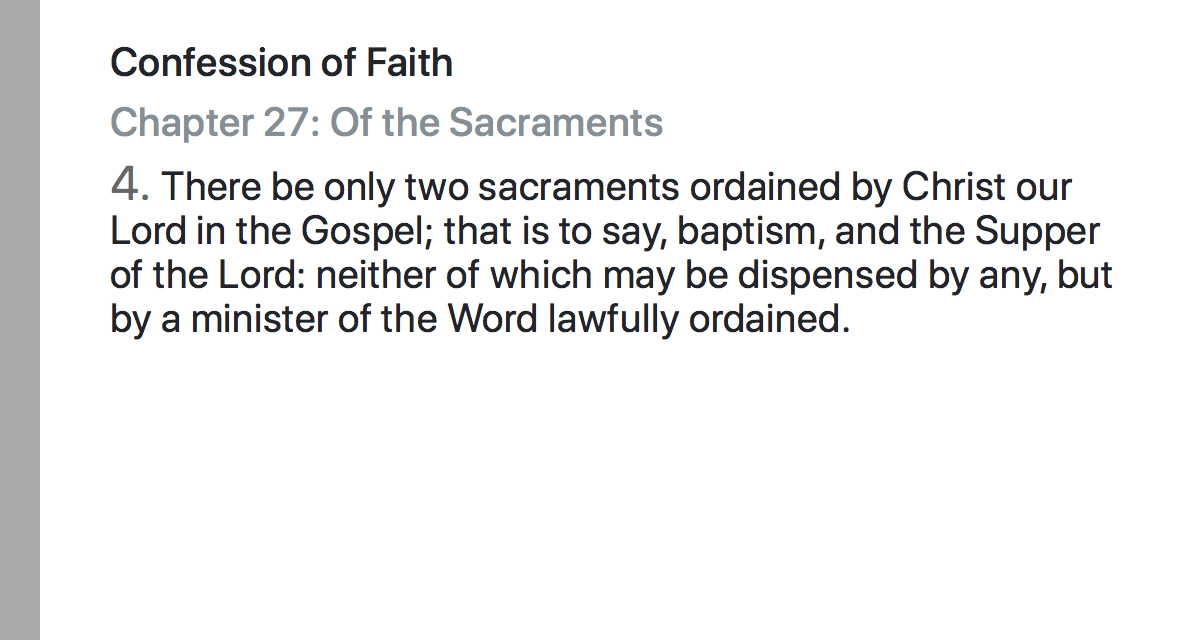 Confession of Faith
Chapter 27: Of the Sacraments
4. There be only two sacraments ordained by Christ our
Lord in the Gospel; that is to say, baptism, and the Supper
of the Lord: neither of which may be dispensed by any, but
by a minister of the Word lawfully ordained.